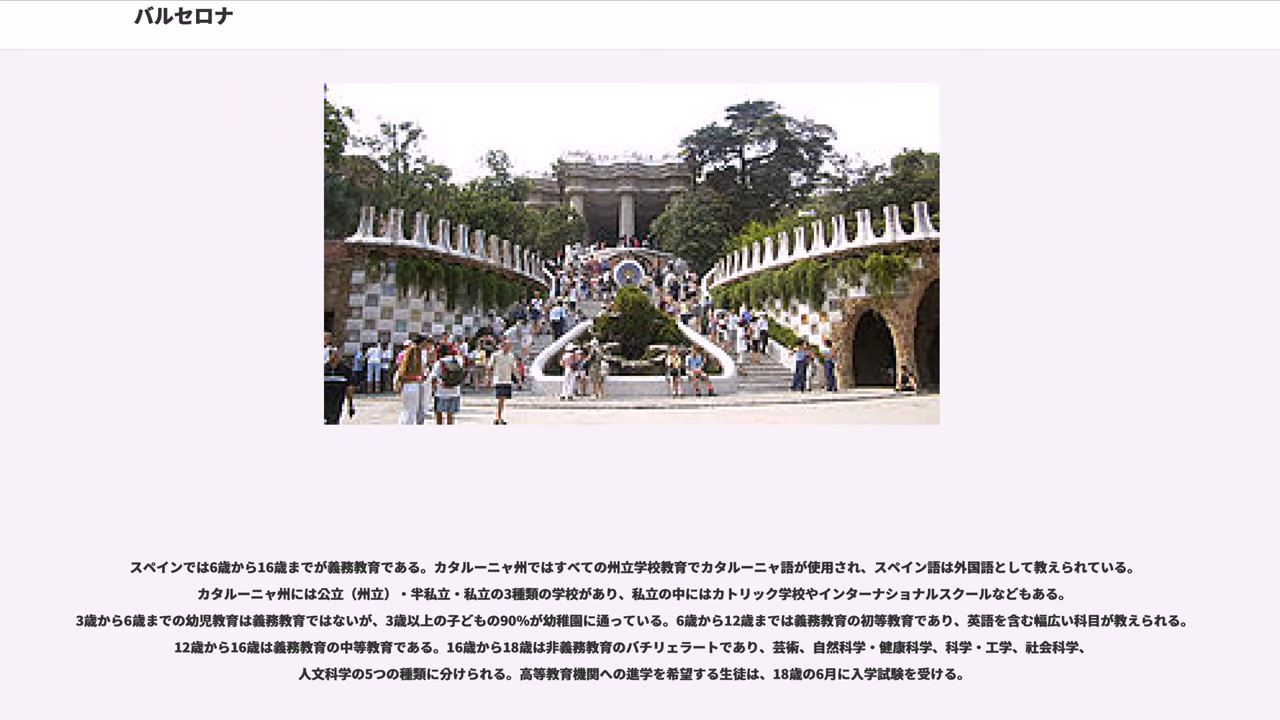 バルセロナ
スペインでは6歳から16歳までが義務教育である。カタルーニャ州ではすべての州立学校教育でカタルーニャ語が使用され、スペイン語は外国語として教えられている。
カタルーニャ州には公立（州立）・半私立・私立の3種類の学校があり、私立の中にはカトリック学校やインターナショナルスクールなどもある。
3歳から6歳までの幼児教育は義務教育ではないが、3歳以上の子どもの90%が幼稚園に通っている。6歳から12歳までは義務教育の初等教育であり、英語を含む幅広い科目が教えられる。
12歳から16歳は義務教育の中等教育である。16歳から18歳は非義務教育のバチリェラートであり、芸術、自然科学・健康科学、科学・工学、社会科学、
人文科学の5つの種類に分けられる。高等教育機関への進学を希望する生徒は、18歳の6月に入学試験を受ける。